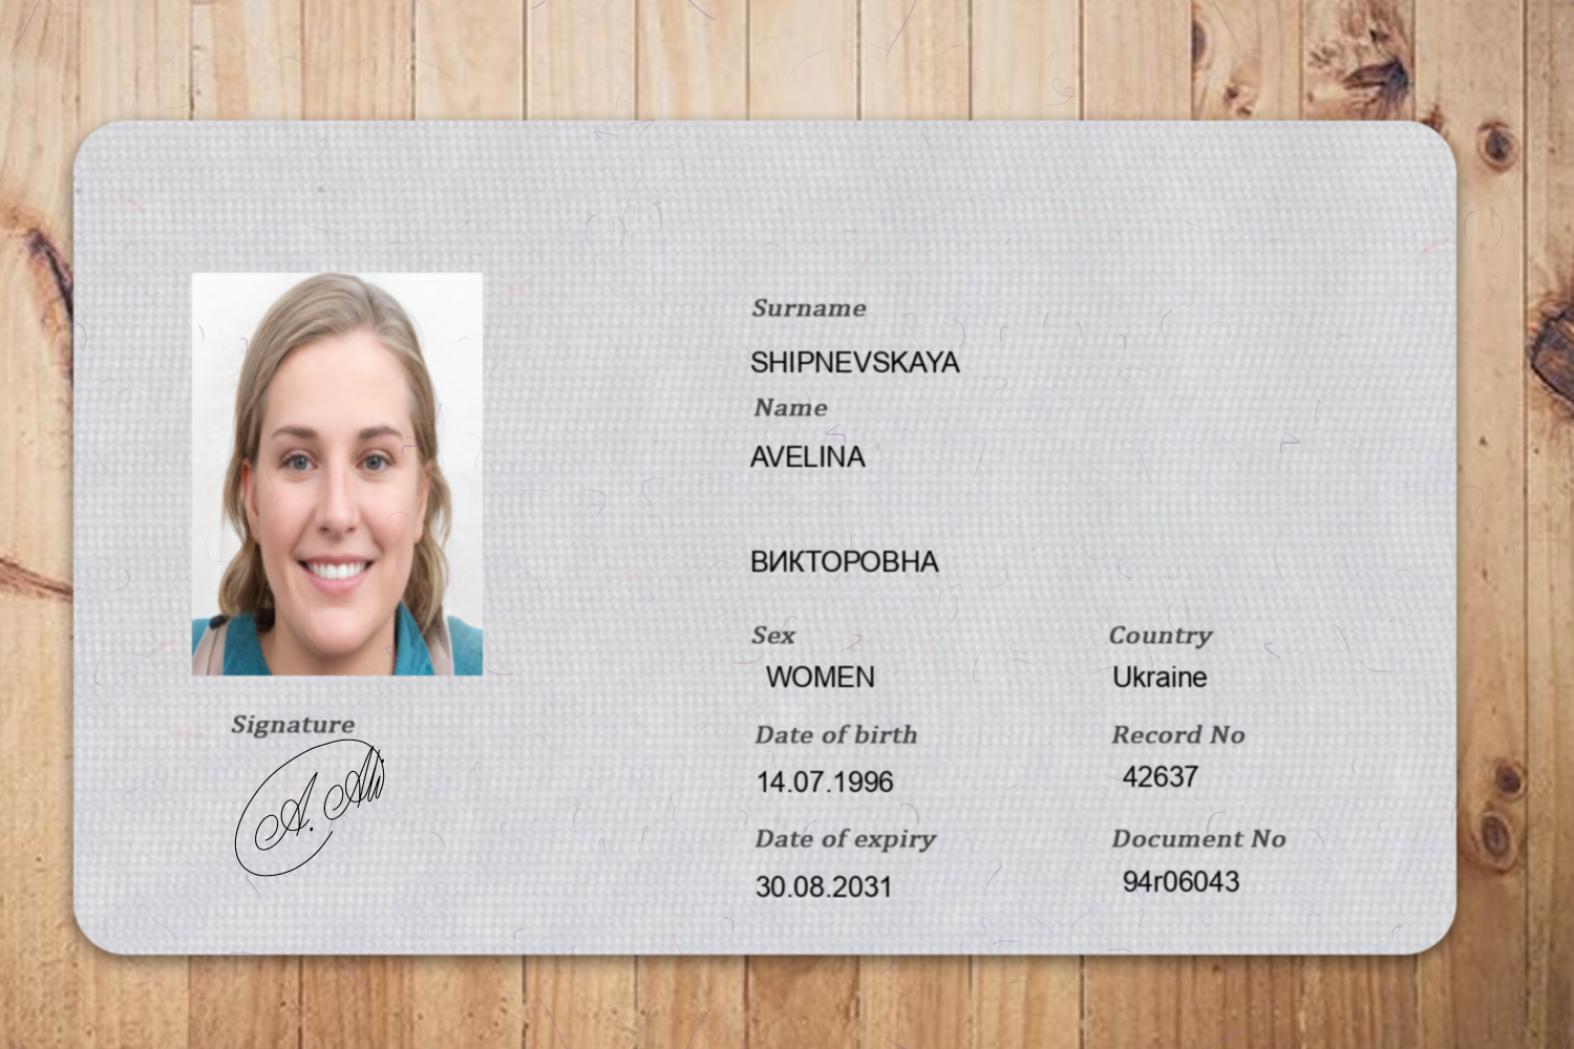 Surname
SHIPNEVSKAYA
Name
AVELINA
ВИКТОРОВНА
Sex
WOMEN
Country
Ukraine
Date of birth
14.07.1996
Record No
42637
Date of expiry
30.08.2031
Document No
94r06043
Signature